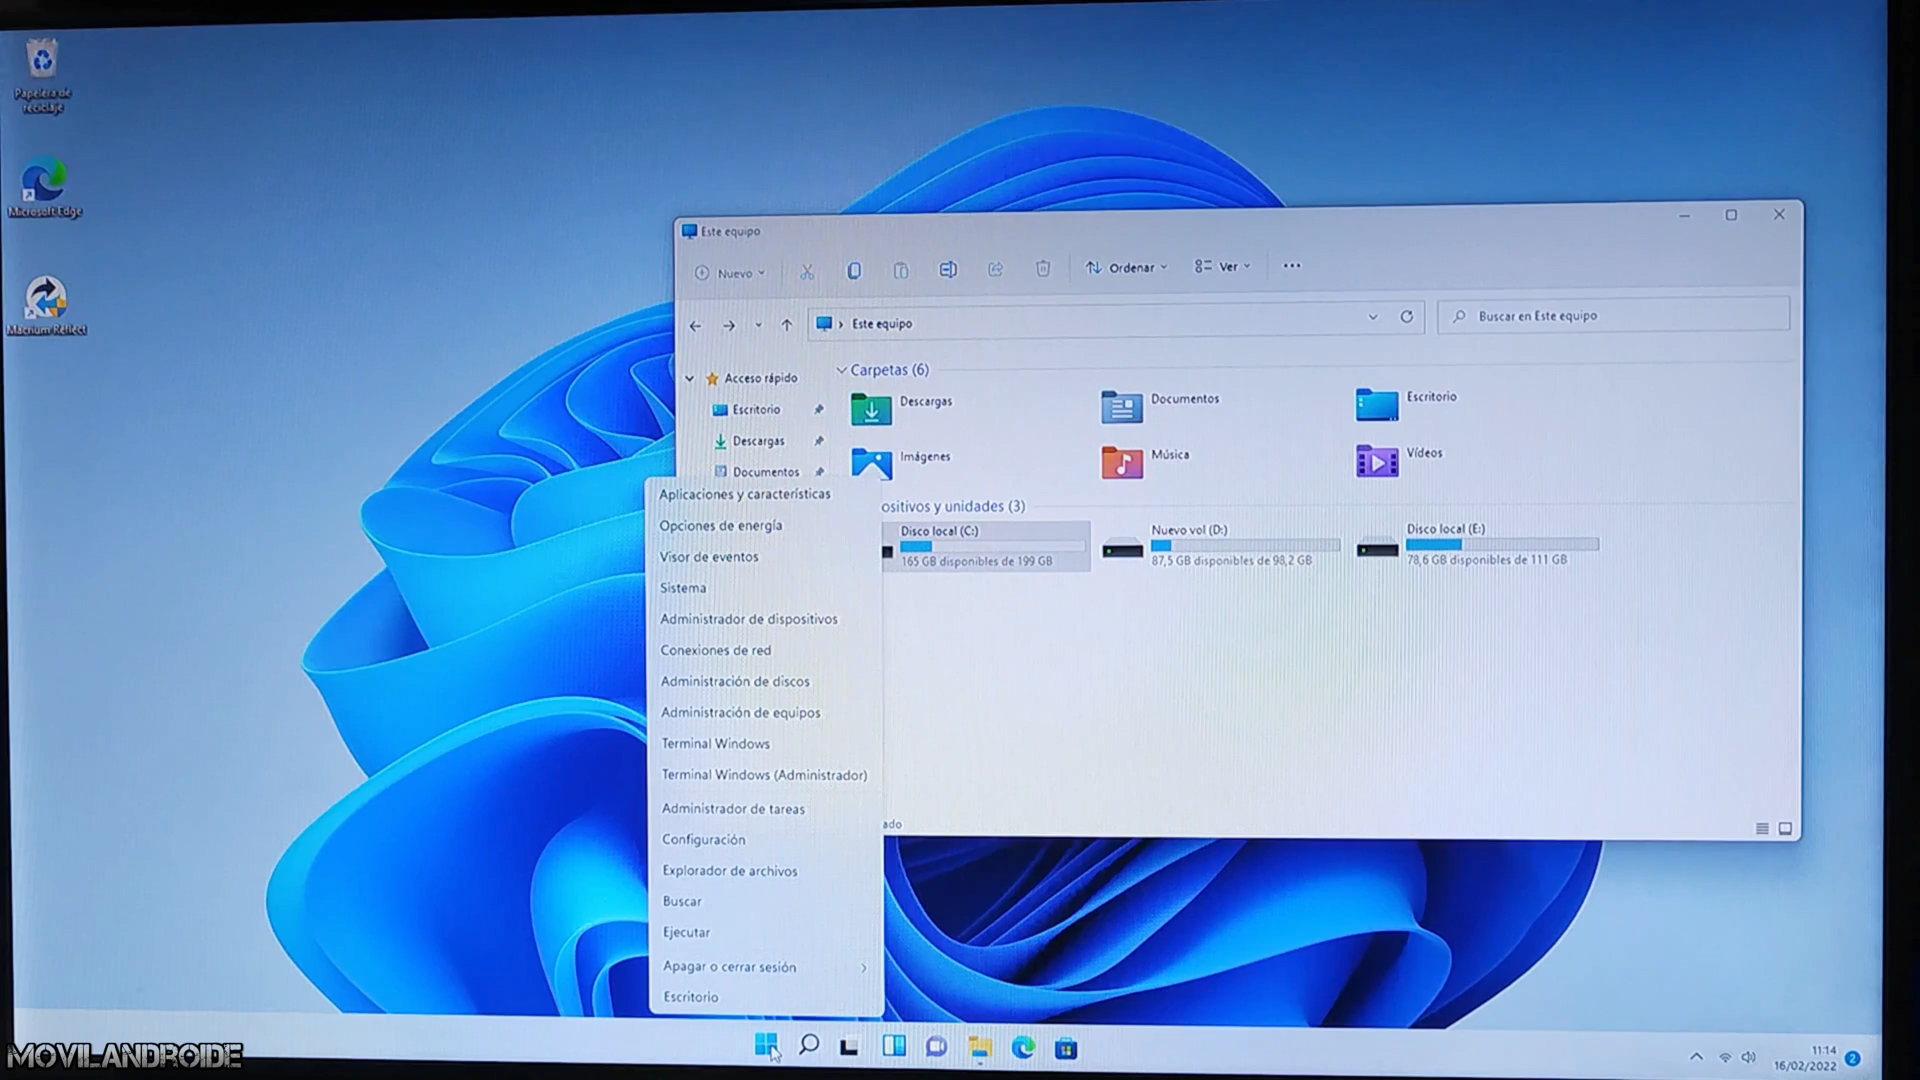 Papelera de
reciclaje
Microsoft Edge
Macrium Reflect
Este equipo
Nuevo
Ordenar
Ver
Este equipo
Buscar en Este equipo
Acceso rápido
Escritorio
Descargas
Documentos
Carpetas (6)
Descargas
Documentos
Escritorio
Imágenes
Música
Vídeos
ositivos y unidades (3)
Disco local (C:)
165 GB disponibles de 199 GB
Nuevo vol (D:)
87,5 GB disponibles de 98,2 GB
Disco local (E:)
78,6 GB disponibles de 111 GB
ado
Aplicaciones y características
Opciones de energía
Visor de eventos
Sistema
Administrador de dispositivos
Conexiones de red
Administración de discos
Administración de equipos
Terminal Windows
Terminal Windows (Administrador)
Administrador de tareas
Configuración
Explorador de archivos
Buscar
Ejecutar
Apagar o cerrar sesión
Escritorio
MOVILANDROIDE
11:14
16/02/2022
2